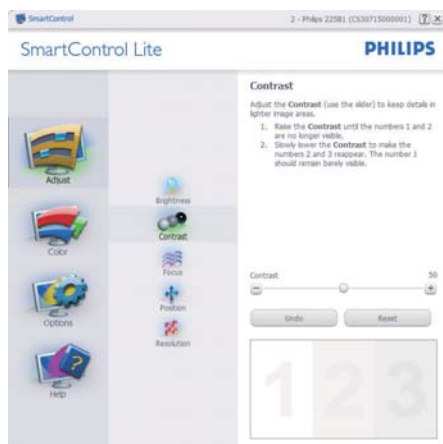 SmartControl
2 - Philips 225B1 (CS30715000001)
SmartControl Lite
PHILIPS
Adjust
Color
Options
Help
Brightness
Contrast
Focus
Position
Resolution
Contrast
Adjust the Contrast (use the slider) to keep details in
lighter image areas.
1. Raise the Contrast until the numbers 1 and 2
are no longer visible.
2. Slowly lower the Contrast to make the
numbers 2 and 3 reappear. The number 1
should remain barely visible.
Contrast
50
Undo
Reset
1 2 3